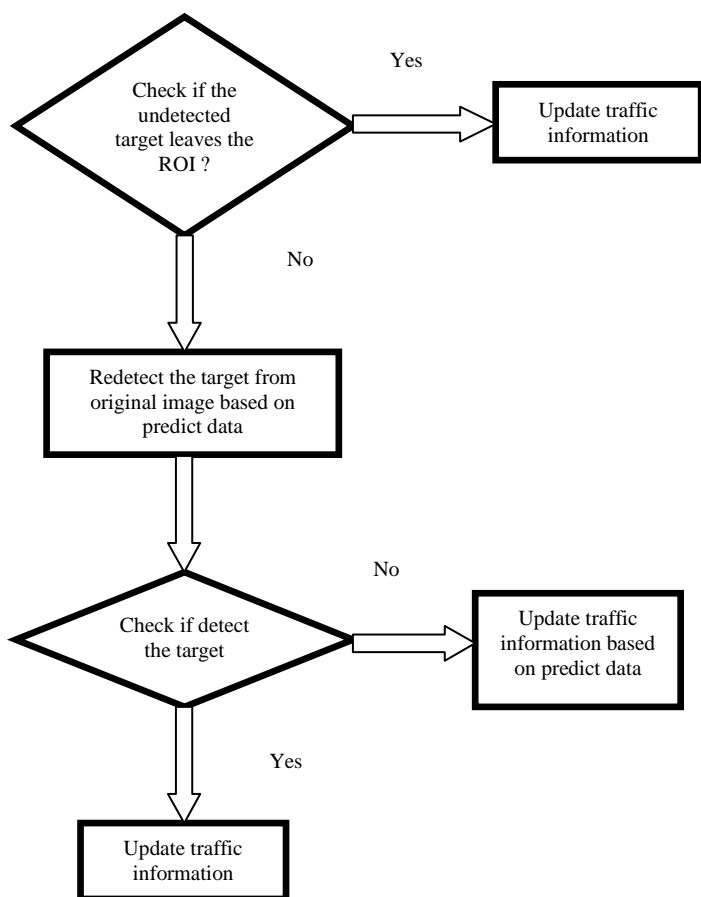 Yes
Check if the
undetected
target leaves the
ROI ?
Update traffic
information
No
Redetect the target from
original image based on
predict data
No
Check if detect
the target
Update traffic
information based
on predict data
Yes
Update traffic
information